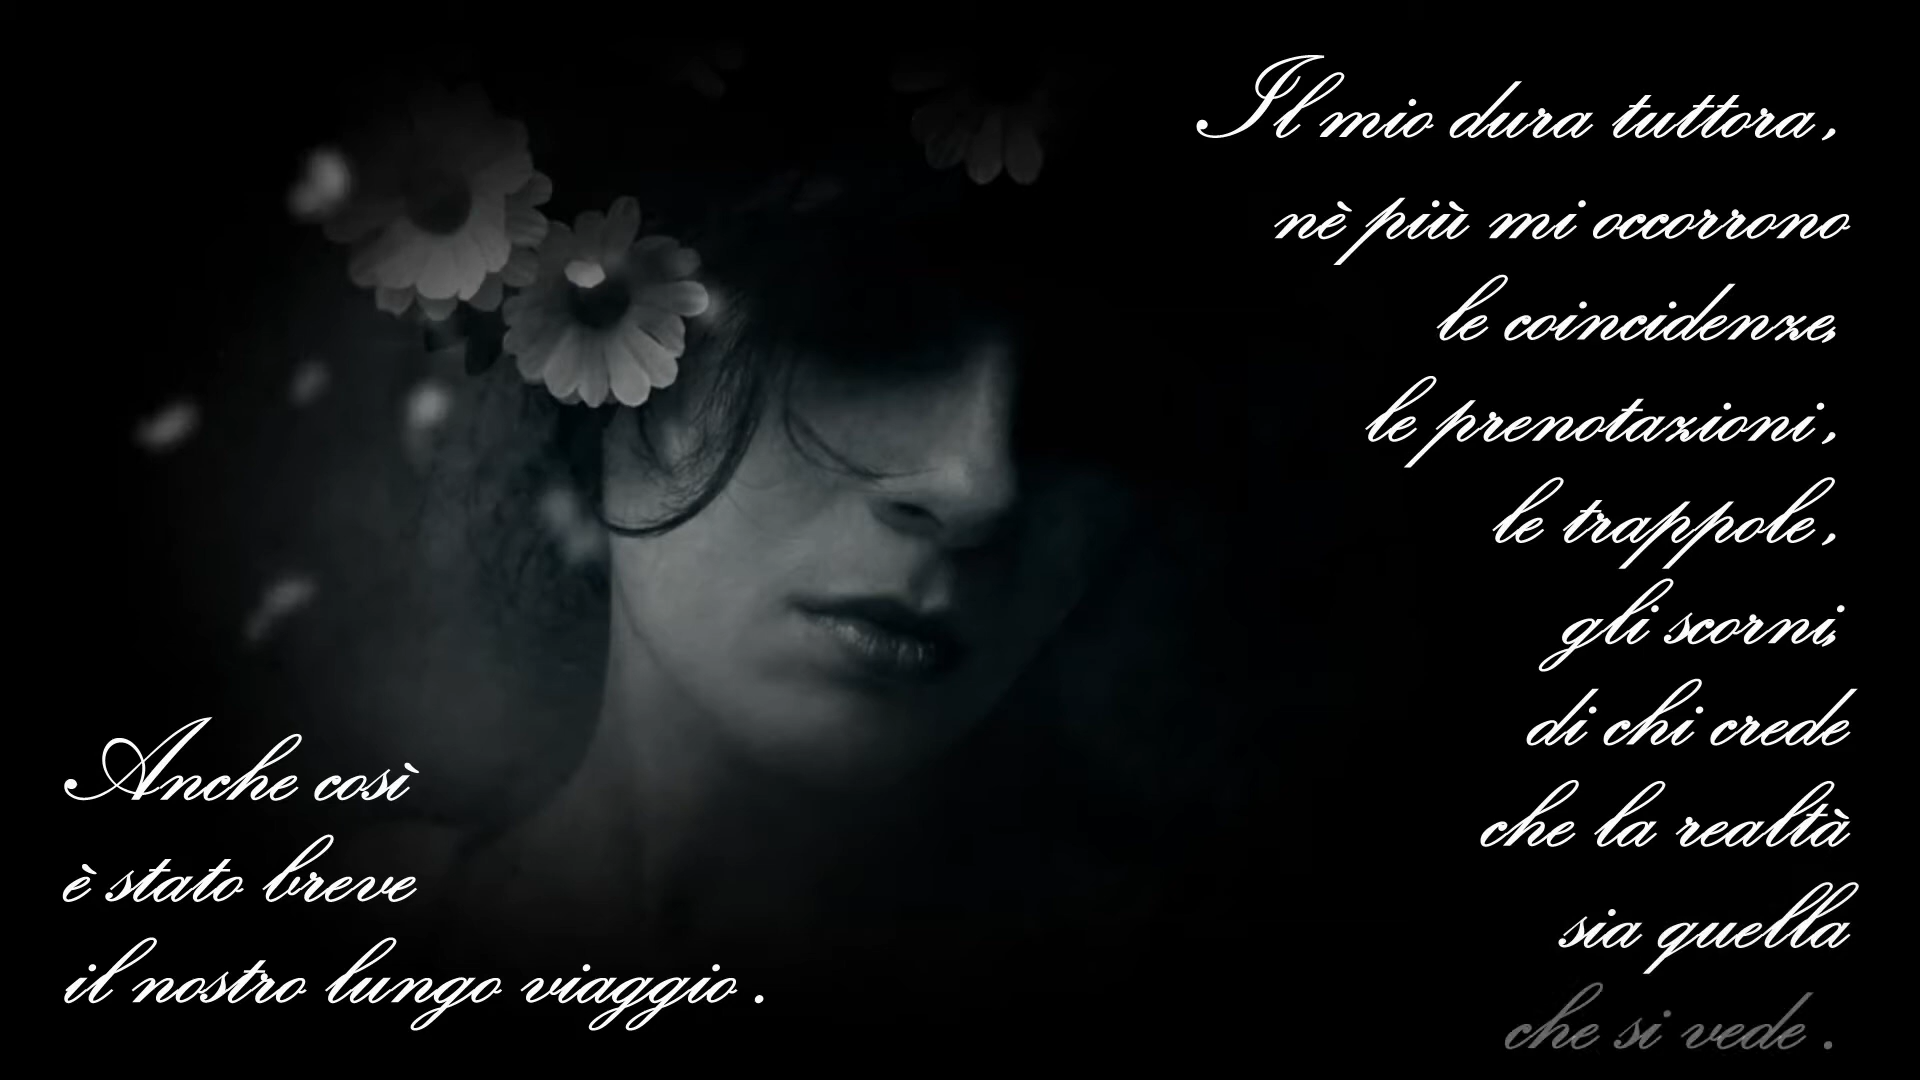 Anche così
è stato breve
il nostro lungo viaggio .
Il mio dura tuttora ,
nè più mi occorrono
le coincidenze,
le prenotazioni ,
le trappole ,
gli scorni,
di chi crede
che la realtà
sia quella
che si vede .